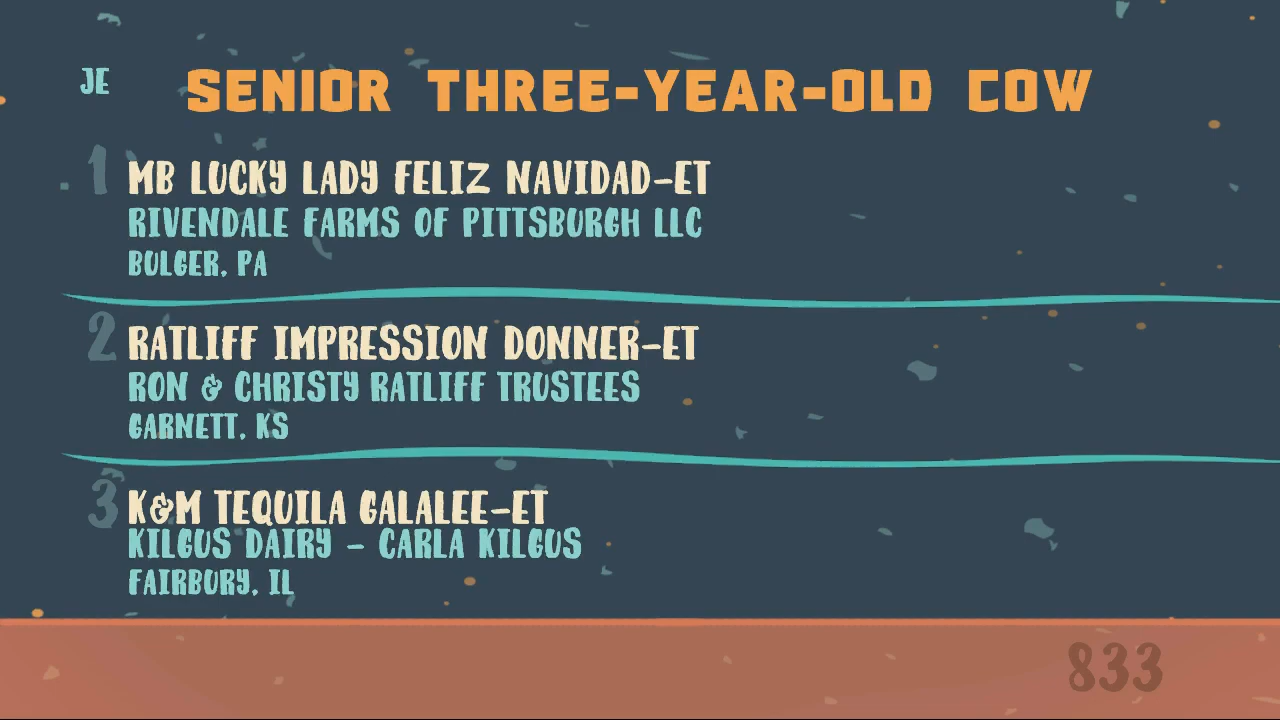 JE SENIOR THREE-YEAR-OLD COW
1 MB LUCKY LADY FELIZ NAVIDAD-ET
RIVENDALE FARMS OF PITTSBURGH LLC
BULGER, PA
2 RATLIFF IMPRESSION DONNER-ET
RON & CHRISTY RATLIFF TRUSTEES
GARNETT, KS
3 K&M TEQUILA GALALEE-ET
KILGUS DAIRY - CARLA KILGUS
FAIRBURY, IL
833